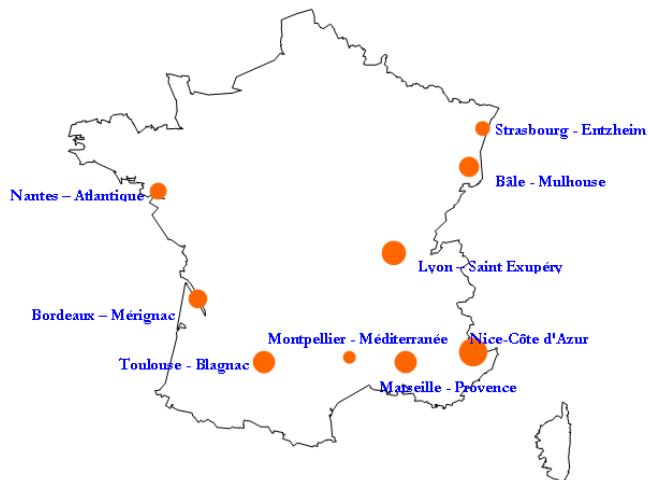 Strasbourg - Entzheim
Bâle - Mulhouse
Nantes – Atlantique
Lyon – Saint Exupéry
Bordeaux – Mérignac
Montpellier - Méditerranée
Nice-Côte d'Azur
Toulouse - Blagnac
Marseille - Provence